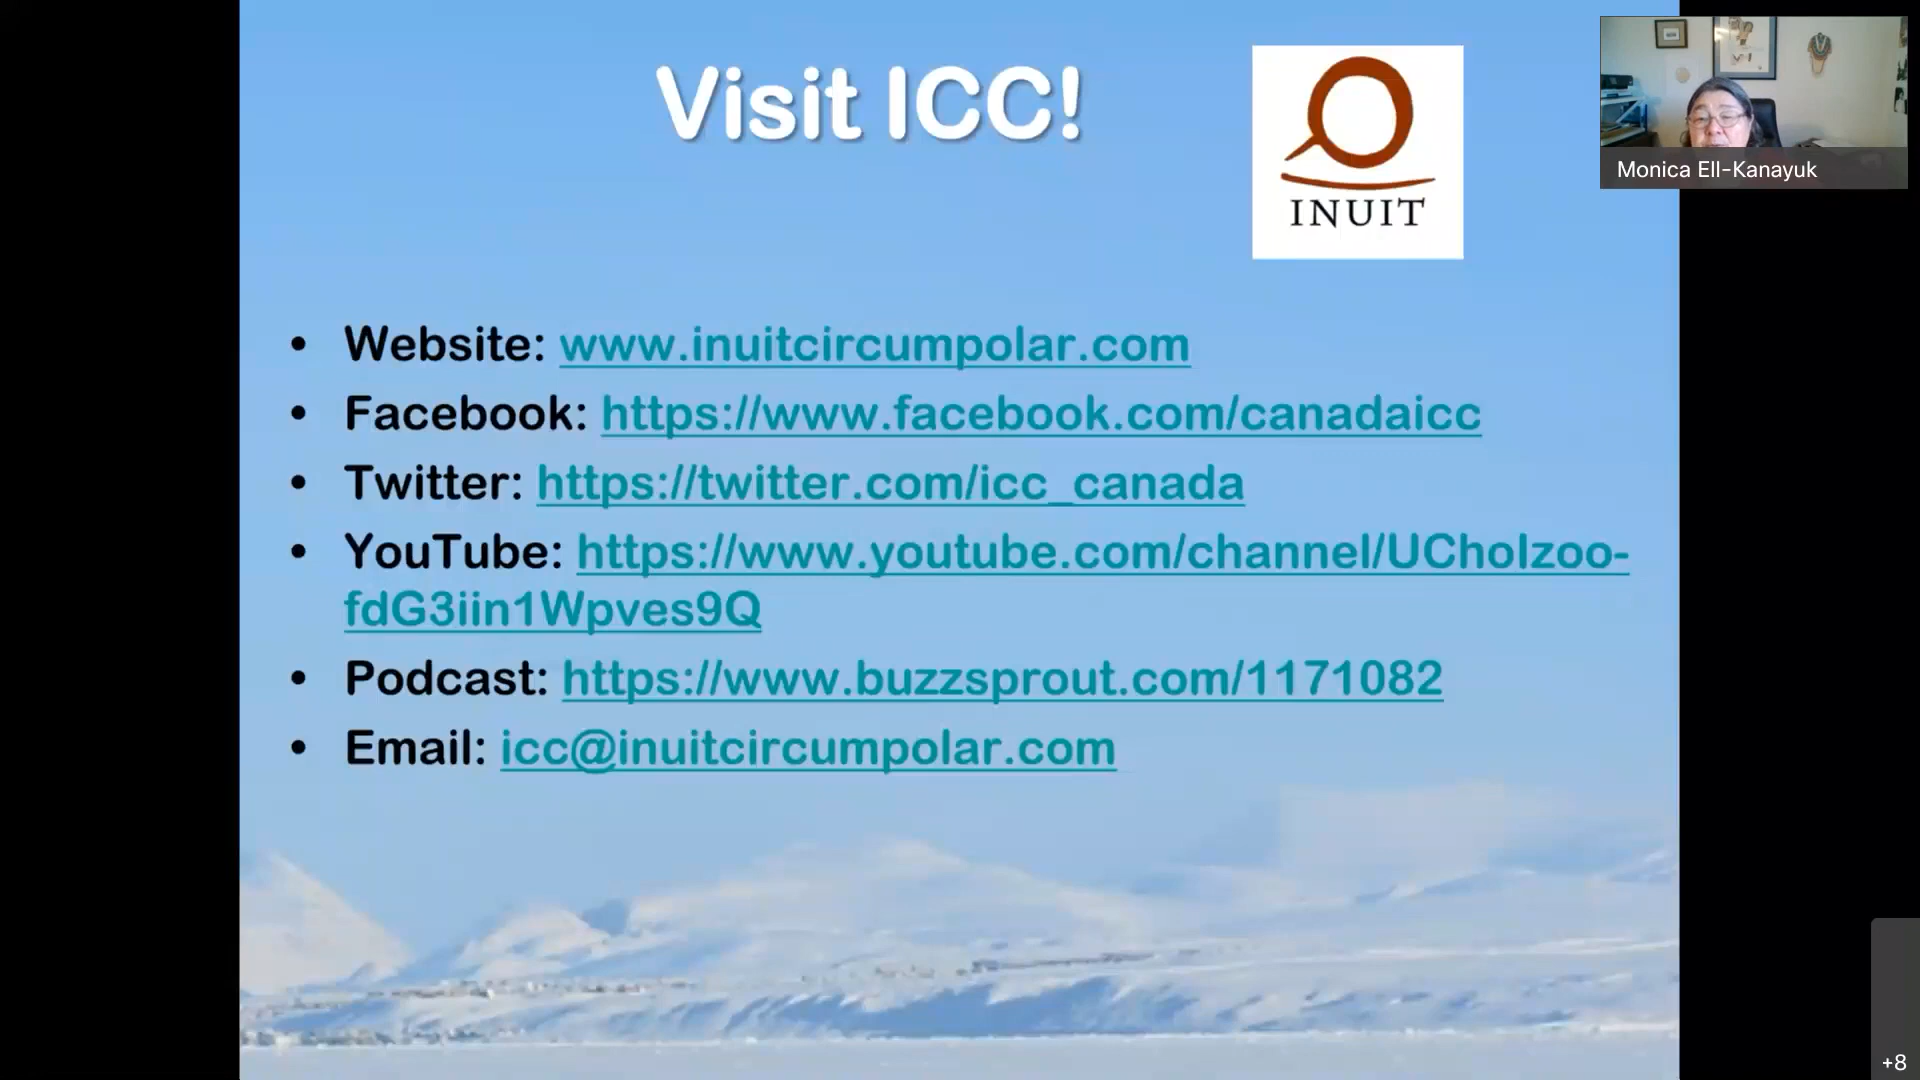 Visit ICC!
INUIT
Monica Ell-Kanayuk
• Website: www.inuitcircumpolar.com
• Facebook: https://www.facebook.com/canadaicc
• Twitter: https://twitter.com/icc_canada
• YouTube: https://www.youtube.com/channel/UCholzoo-
fdG3iin1Wpves9Q
• Podcast: https://www.buzzsprout.com/1171082
• Email: icc@inuitcircumpolar.com
+8